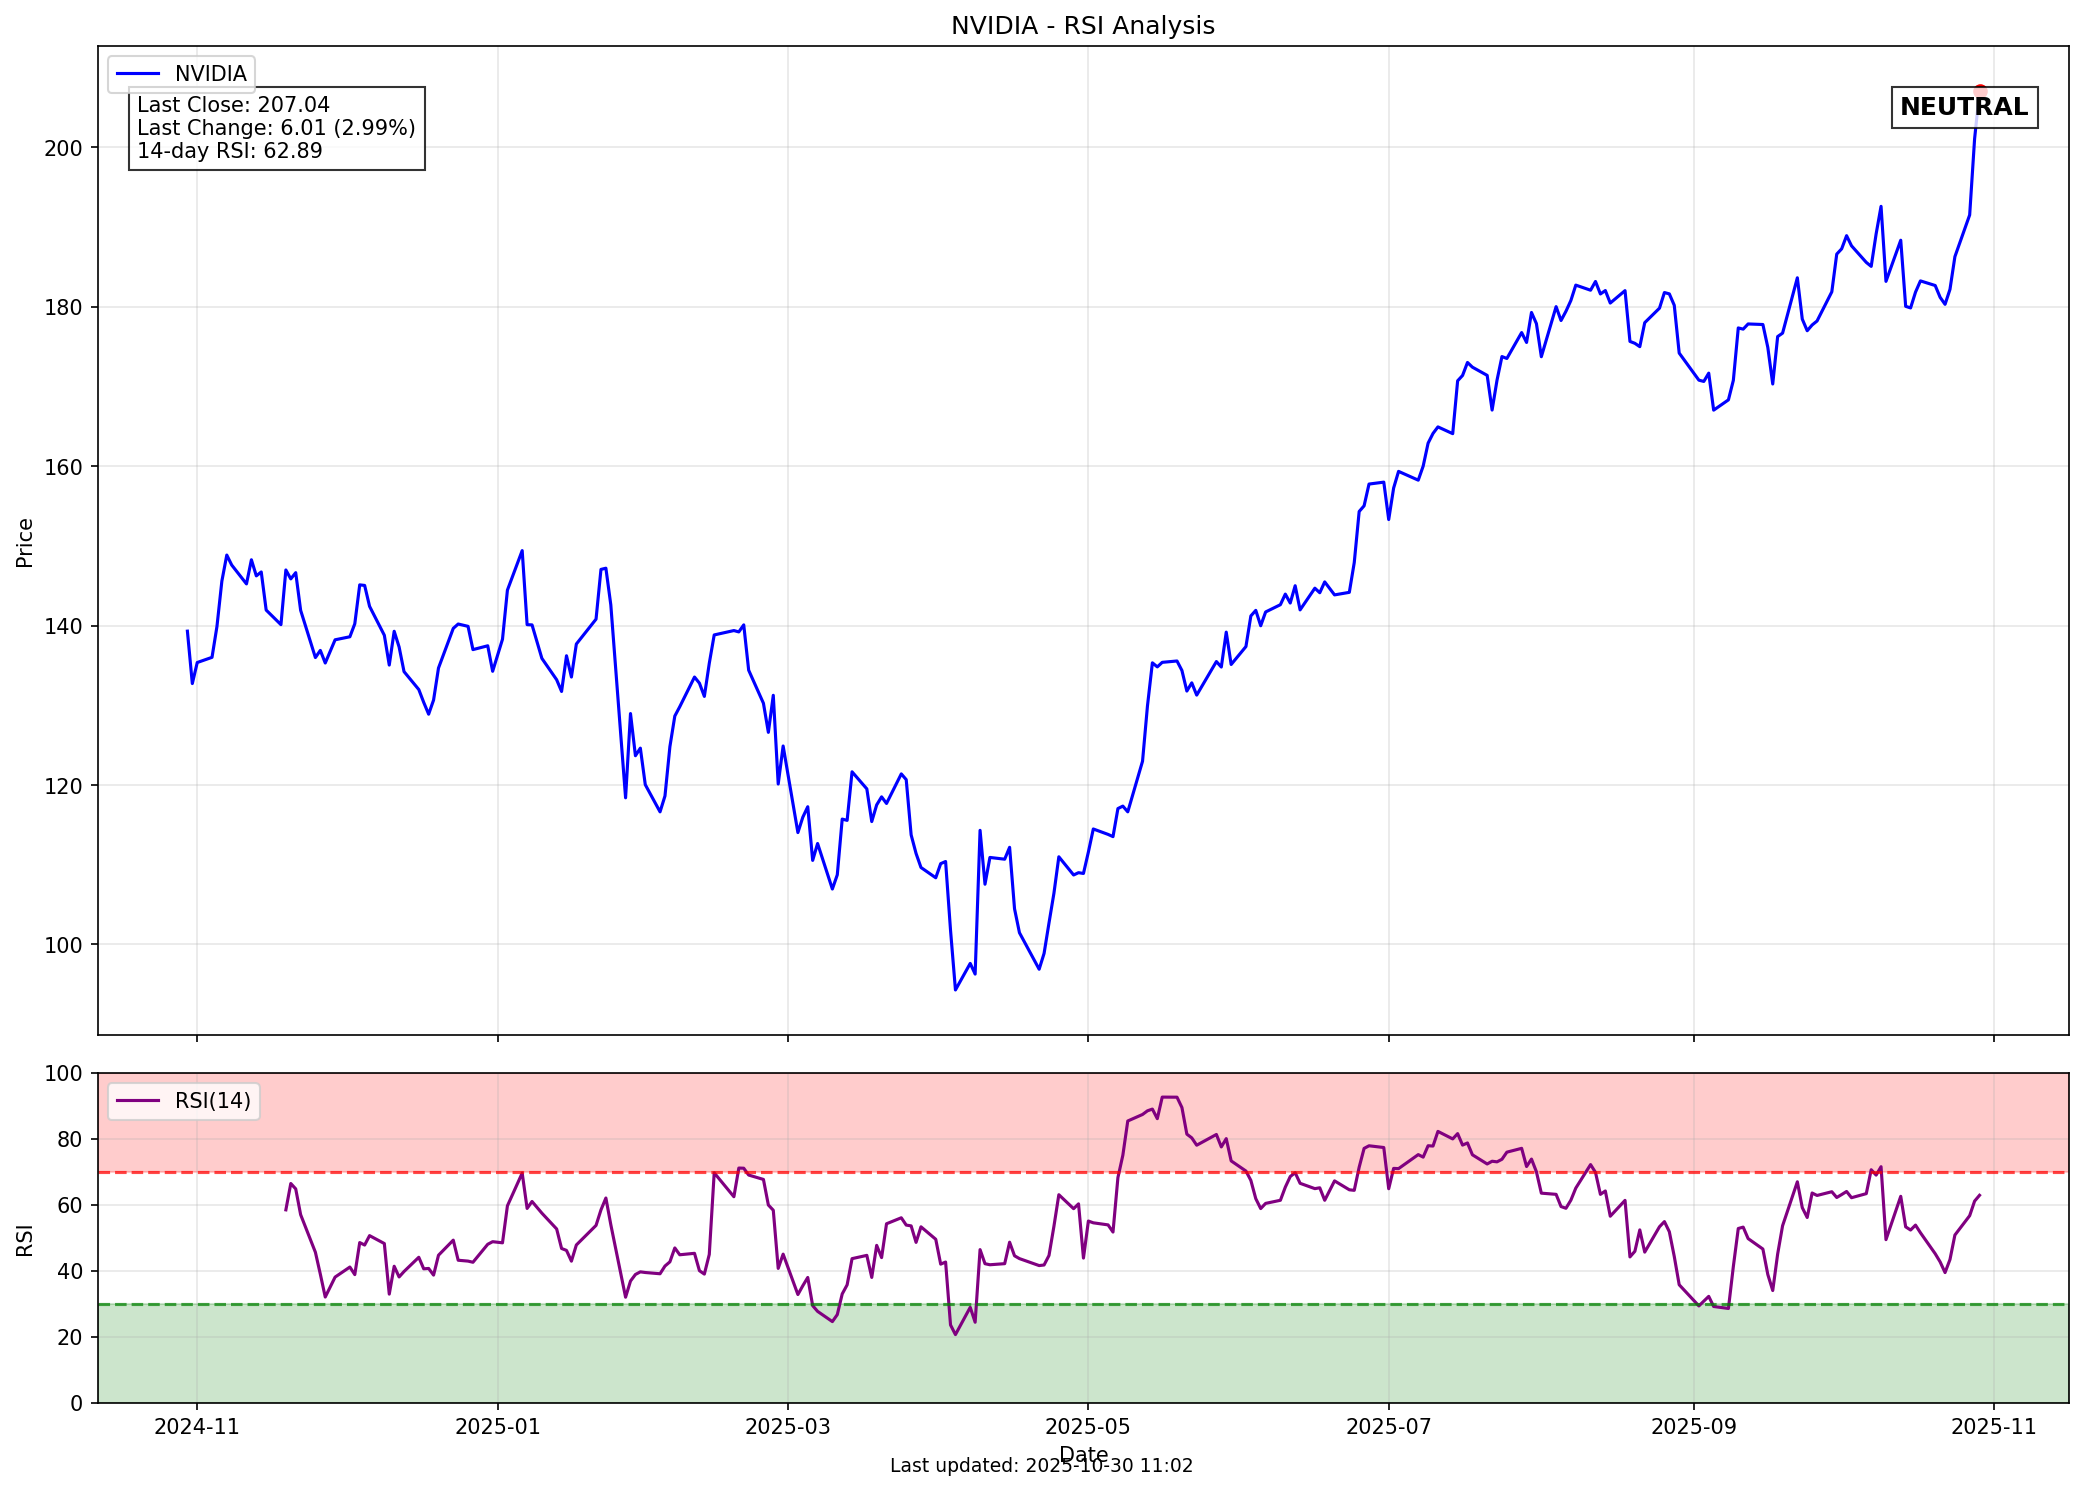 NVIDIA - RSI Analysis
NVIDIA
Last Close: 207.04
Last Change: 6.01 (2.99%)
14-day RSI: 62.89
NEUTRAL
Price
200
180
160
140
120
100
RSI(14)
RSI
100
80
60
40
20
0
2024-11
2025-01
2025-03
2025-05
2025-07
2025-09
2025-11
Date
Last updated: 2025-10-30 11:02